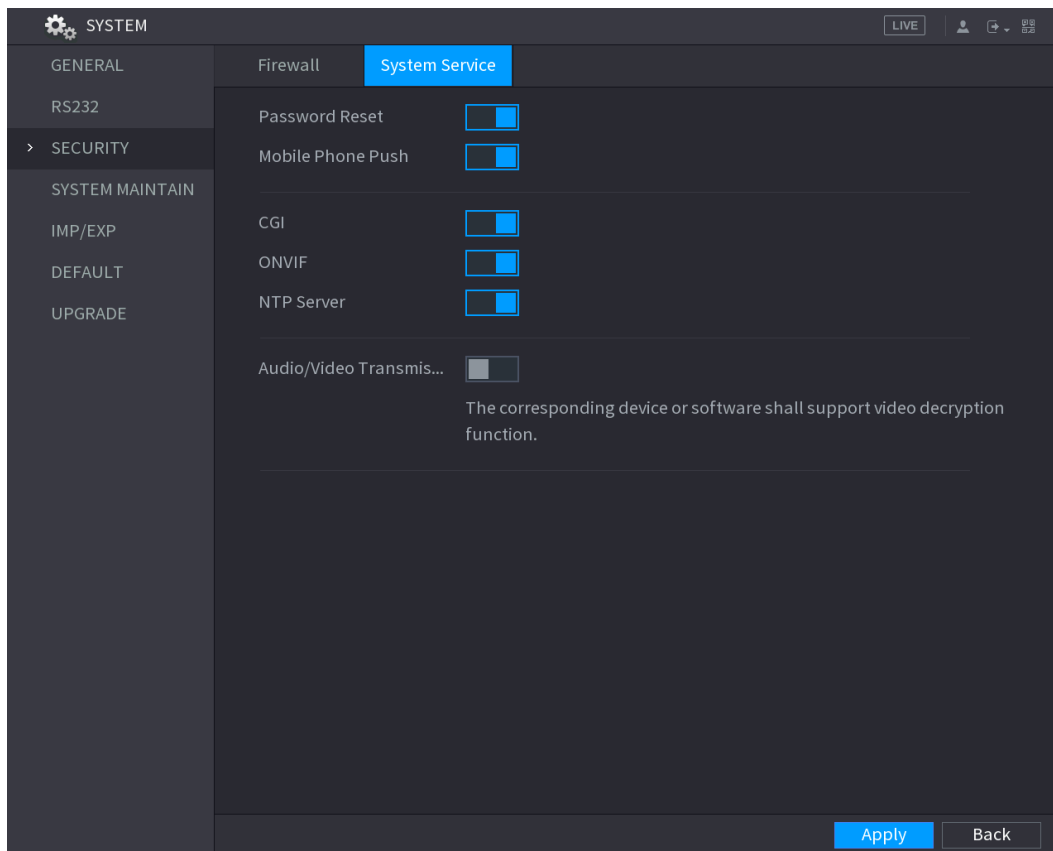 SYSTEM
LIVE
GENERAL
RS232
SECURITY
SYSTEM MAINTAIN
IMP/EXP
DEFAULT
UPGRADE
Firewall
System Service
Password Reset
Mobile Phone Push
CGI
ONVIF
NTP Server
Audio/Video Transmis...
The corresponding device or software shall support video decryption
function.
Apply
Back